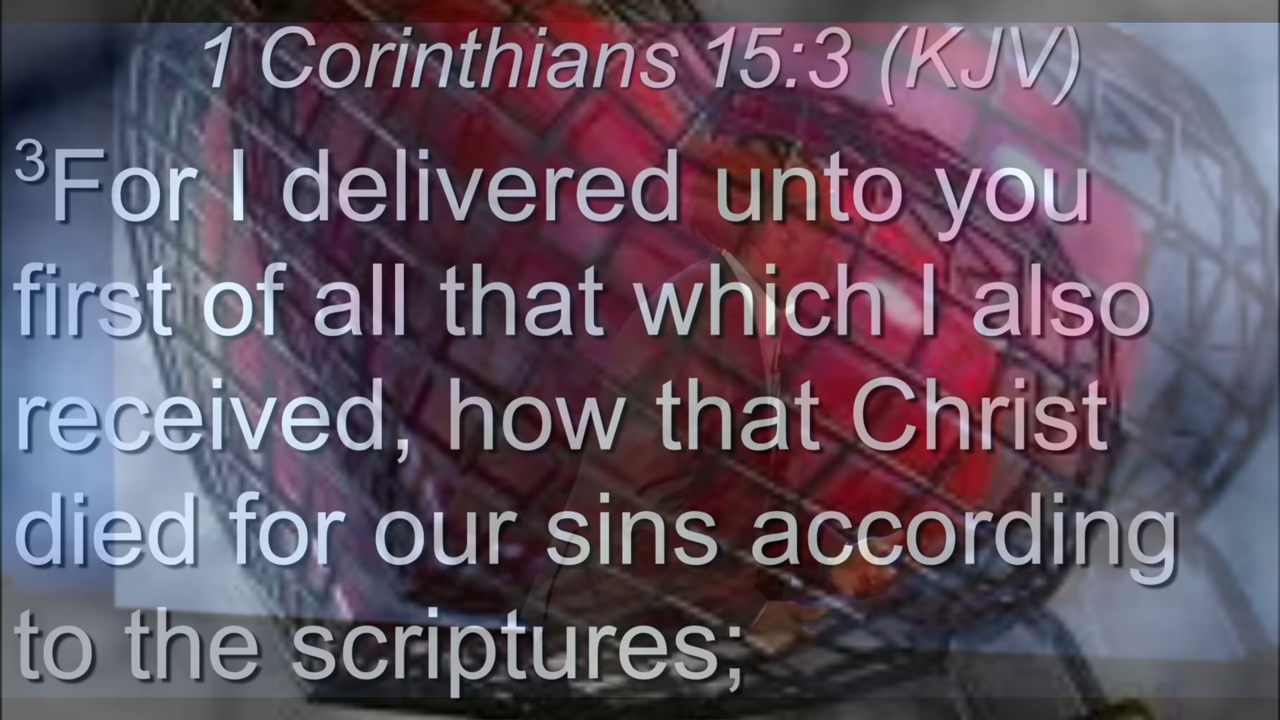 1 Corinthians 15:3 (KJV)
3For I delivered unto you
first of all that which I also
received, how that Christ
died for our sins according
to the scriptures;